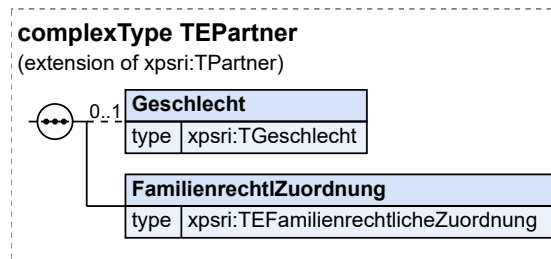 complexType TEPartner
(extension of xpsri:TPartner)
0..1
Geschlecht
type xpsri:TGeschlecht
FamilienrechtlZuordnung
type xpsri:TEFamilienrechtlicheZuordnung